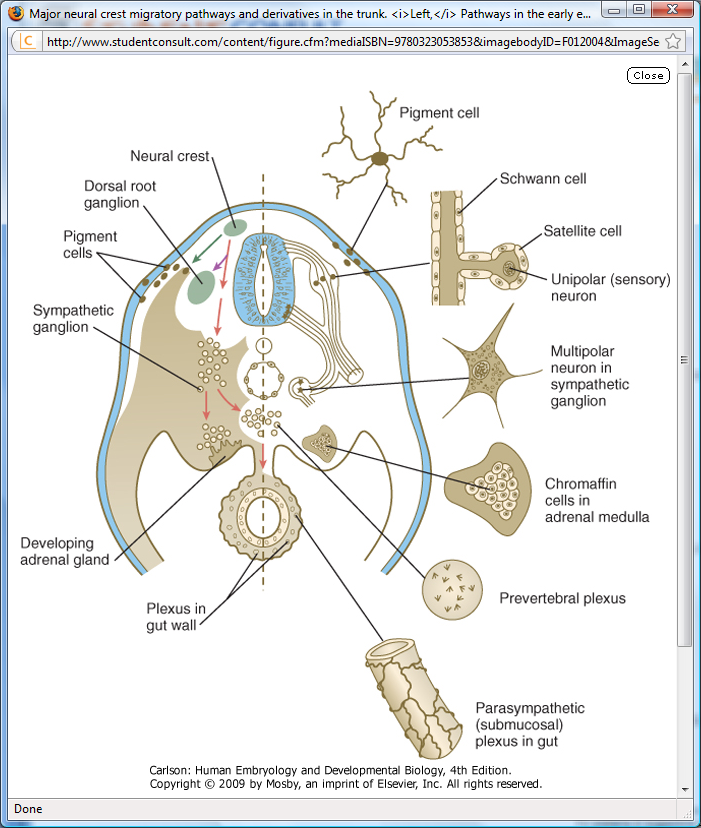 Major neural crest migratory pathways and derivatives in the trunk. <i>Left,</i> Pathways in the early e...
http://www.studentconsult.com/content/figure.cfm?mediaISBN=9780323053853&imagebodyID=F012004&ImageSe
Close
Pigment cell
Neural crest
Schwann cell
Dorsal root
ganglion
Satellite cell
Pigment
cells
Unipolar (sensory)
neuron
Sympathetic
ganglion
Multipolar
neuron in
sympathetic
ganglion
Chromaffin
cells in
adrenal medulla
Developing
adrenal gland
Prevertebral plexus
Plexus in
gut wall
Parasympathetic
(submucosal)
plexus in gut
Carlson: Human Embryology and Developmental Biology, 4th Edition.
Copyright © 2009 by Mosby, an imprint of Elsevier, Inc. All rights reserved.
Done